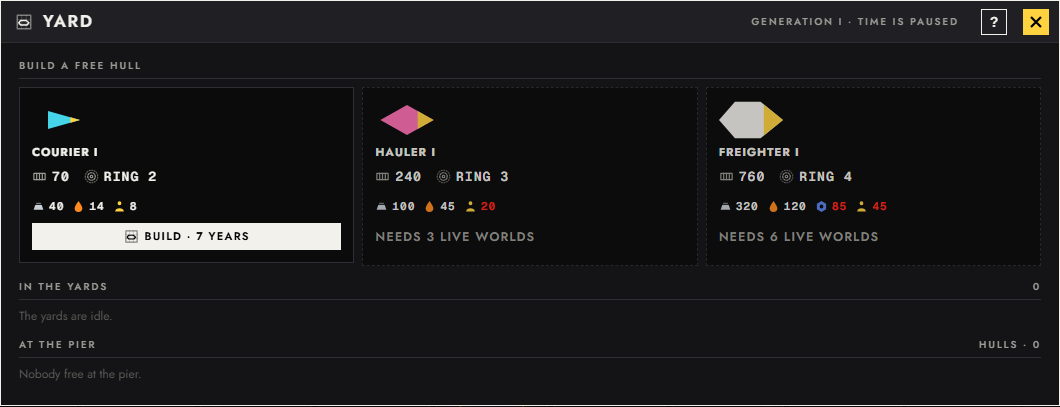 YARD
GENERATION I · TIME IS PAUSED
?
BUILD A FREE HULL
COURIER I
70 RING 2
40 14 8
BUILD · 7 YEARS
HAULER I
240 RING 3
100 45 20
NEEDS 3 LIVE WORLDS
FREIGHTER I
760 RING 4
320 120 85 45
NEEDS 6 LIVE WORLDS
IN THE YARDS 0
The yards are idle.
AT THE PIER HULLS · 0
Nobody free at the pier.